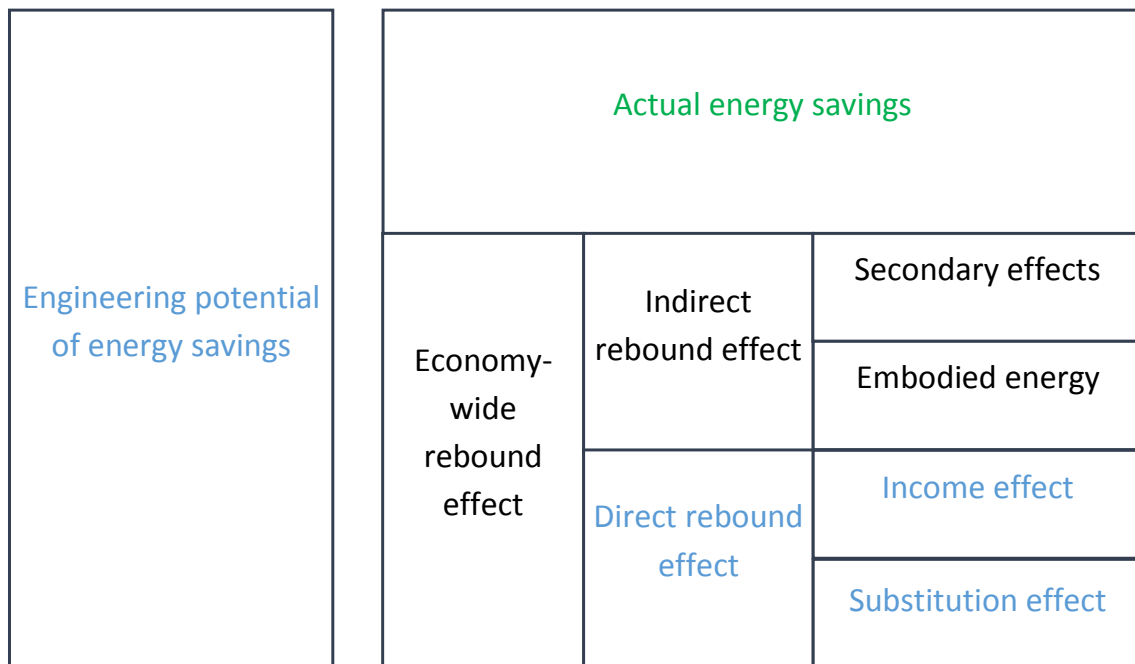 Engineering potential
of energy savings
Actual energy savings
Economy-
wide
rebound
effect
Indirect
rebound effect
Secondary effects
Embodied energy
Direct rebound
effect
Income effect
Substitution effect